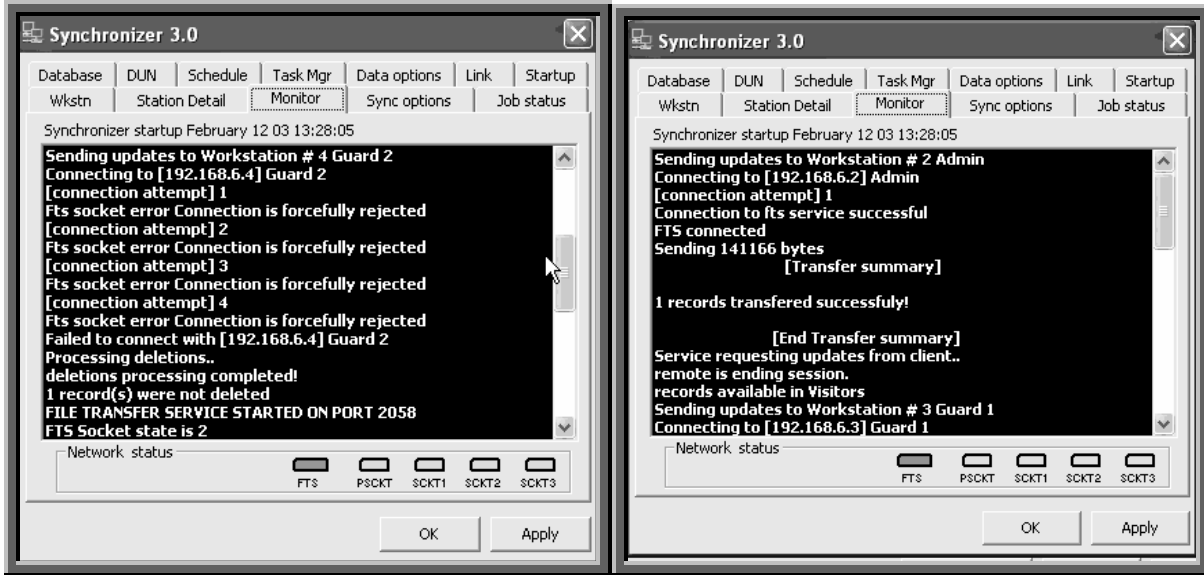 Synchronizer 3.0
Database DUN Schedule Task Mgr Data options Link Startup
Wkstn Station Detail Monitor Sync options Job status
Synchronizer startup February 12 03 13:28:05
Sending updates to Workstation # 4 Guard 2
Connecting to [192.168.6.4] Guard 2
[connection attempt] 1
Fts socket error Connection is forcefully rejected
[connection attempt] 2
Fts socket error Connection is forcefully rejected
[connection attempt] 3
Fts socket error Connection is forcefully rejected
[connection attempt] 4
Fts socket error Connection is forcefully rejected
Failed to connect with [192.168.6.4] Guard 2
Processing deletions..
deletions processing completed!
1 record(s) were not deleted
FILE TRANSFER SERVICE STARTED ON PORT 2058
FTS Socket state is 2
Network status
FTS PSCKT SCKT1 SCKT2 SCKT3
OK Apply
Synchronizer 3.0
Database DUN Schedule Task Mgr Data options Link Startup
Wkstn Station Detail Monitor Sync options Job status
Synchronizer startup February 12 03 13:28:05
Sending updates to Workstation # 2 Admin
Connecting to [192.168.6.2] Admin
[connection attempt] 1
Connection to fts service successful
FTS connected
Sending 141166 bytes
[Transfer summary]
1 records transfered successfuly!
[End Transfer summary]
Service requesting updates from client..
remote is ending session.
records available in Visitors
Sending updates to Workstation # 3 Guard 1
Connecting to [192.168.6.3] Guard 1
Network status
FTS PSCKT SCKT1 SCKT2 SCKT3
OK Apply